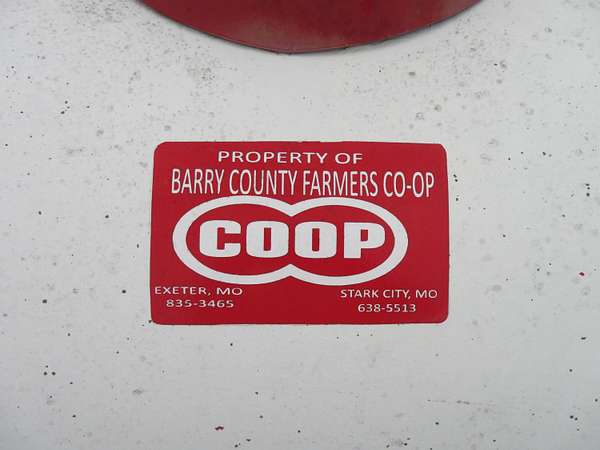 PROPERTY OF
BARRY COUNTY FARMERS CO-OP
COOP
EXETER, MO
835-3465
STARK CITY, MO
638-5513